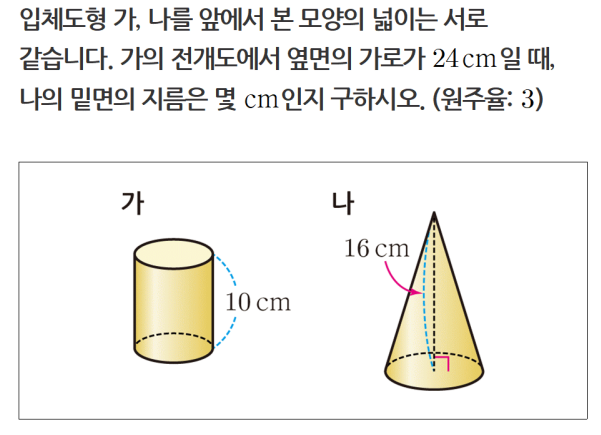 입체도형 가, 나를 앞에서 본 모양의 넓이는 서로
같습니다. 가의 전개도에서 옆면의 가로가 24cm일 때,
나의 밑면의 지름은 몇 cm인지 구하시오. (원주율: 3)
가
나
16 cm
10 cm